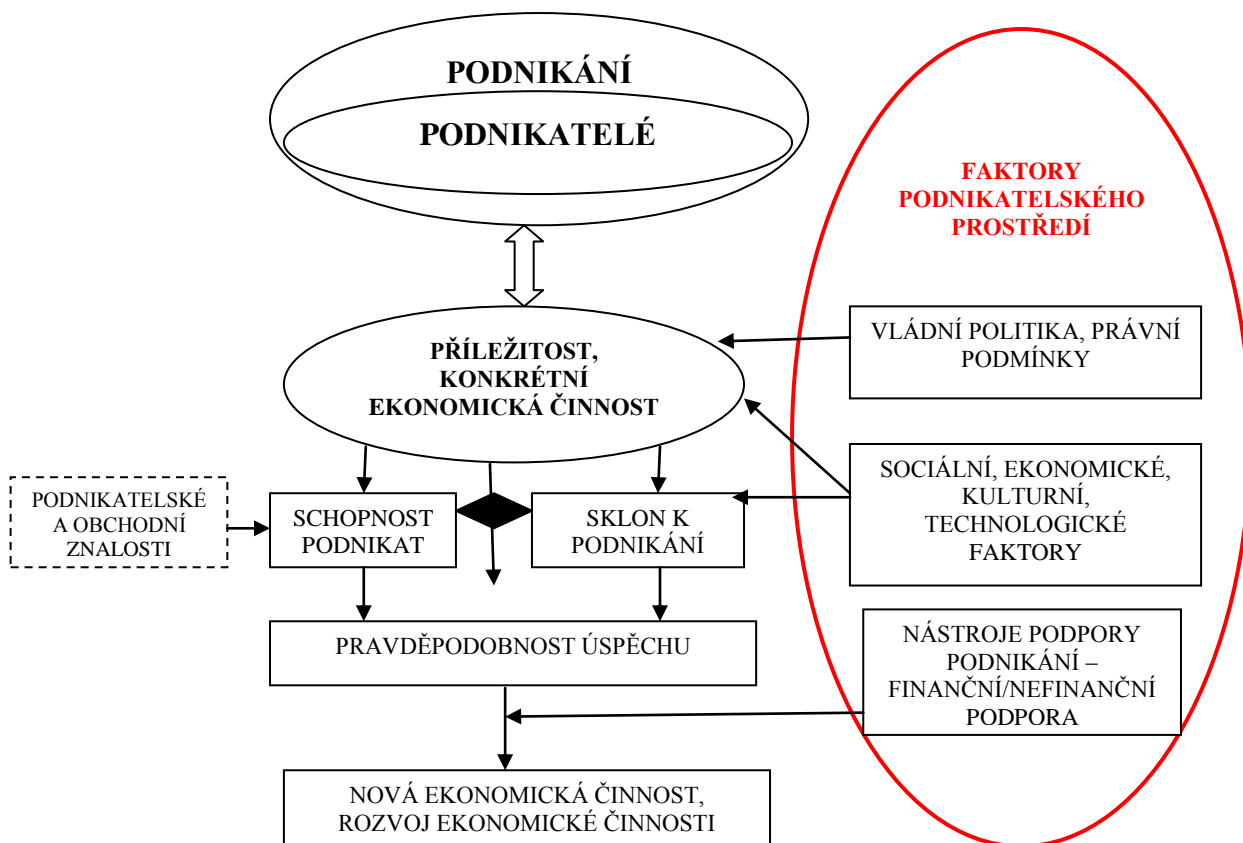 PODNIKÁNÍ
PODNIKATELÉ
FAKTORY
PODNIKATELSKÉHO
PROSTŘEDÍ
PŘÍLEŽITOST,
KONKRÉTNÍ
EKONOMICKÁ ČINNOST
VLÁDNÍ POLITIKA, PRÁVNÍ
PODMÍNKY
PODNIKATELSKÉ
A OBCHODNÍ
ZNALOSTI
SCHOPNOST
PODNIKAT
SKLON K
PODNIKÁNÍ
SOCIÁLNÍ, EKONOMICKÉ,
KULTURNÍ,
TECHNOLOGICKÉ
FAKTORY
PRAVDĚPODOBNOST ÚSPĚCHU
NÁSTROJE PODPORY
PODNIKÁNÍ –
FINANČNÍ/NEFINANČNÍ
PODPORA
NOVÁ EKONOMICKÁ ČINNOST,
ROZVOJ EKONOMICKÉ ČINNOSTI